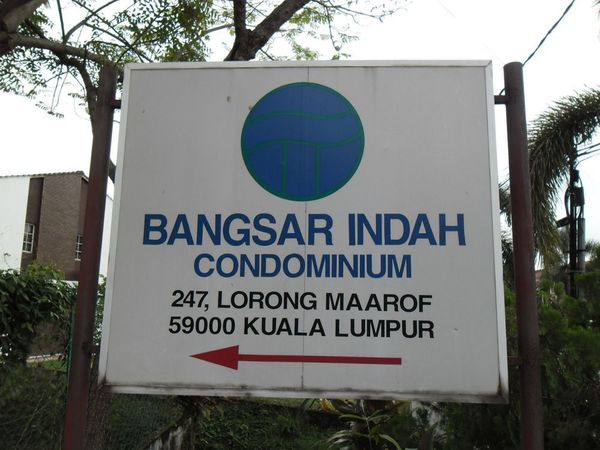 BANGSAR INDAH
CONDOMINIUM
247, LORONG MAAROF
59000 KUALA LUMPUR